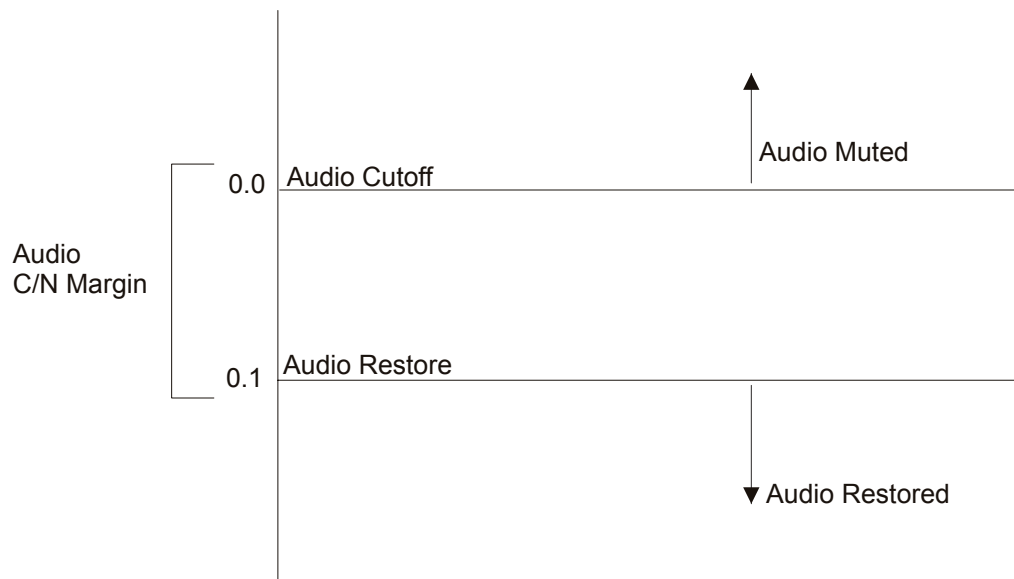 Audio Muted
0.0
Audio Cutoff
Audio
C/N Margin
Audio Restore
0.1
Audio Restored